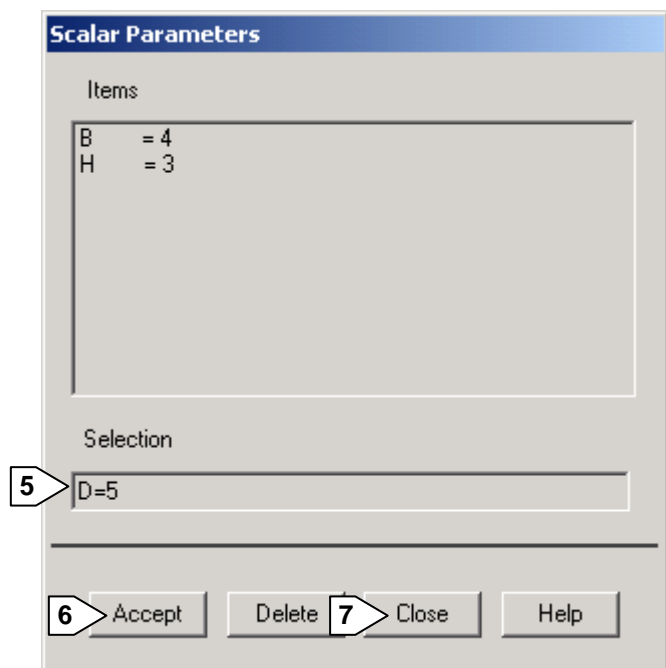 Scalar Parameters
Items
B = 4
H = 3
Selection
5 D=5
6 Accept Delete 7 Close Help